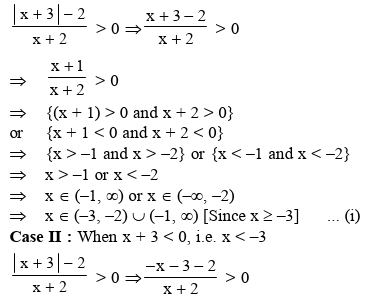 |x + 3| − 2 / x + 2 > 0 ⇒ x + 3 − 2 / x + 2 > 0
⇒ x + 1 / x + 2 > 0
⇒ {(x + 1) > 0 and x + 2 > 0}
or {x + 1 < 0 and x + 2 < 0}
⇒ {x > −1 and x > −2} or {x < −1 and x < −2}
⇒ x > −1 or x < −2
⇒ x ∈ (−1, ∞) or x ∈ (−∞, −2)
⇒ x ∈ (−3, −2) ∪ (−1, ∞) [Since x ≥ −3] ... (i)
Case II : When x + 3 < 0, i.e. x < −3
|x + 3| − 2 / x + 2 > 0 ⇒ −x − 3 − 2 / x + 2 > 0